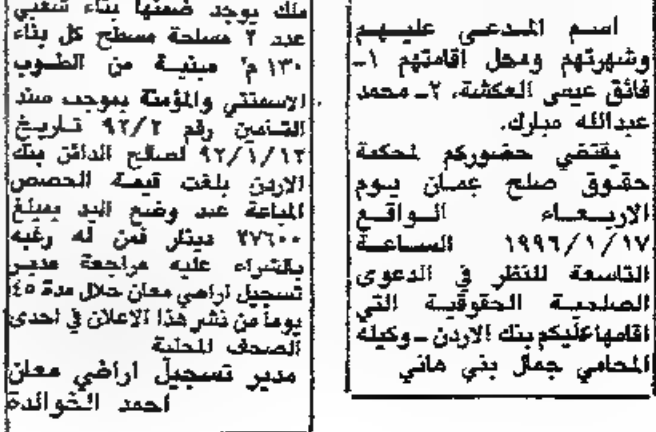 اسم المدعى عليهم
وشهرتهم ومحل إقامتهم ١ـ
فائق عيسى العكشة، ٢ـ محمد
عبدالله مبارك.
يقتضي حضوركم لمحكمة
حقوق صلح عمان يوم
الاربعاء الواقع
١٩٩٦/١/١٧ الساعة
التاسعة للنظر في الدعوى
الصلحية الحقوقية التي
اقامها عليكم بنك الاردن ـ وكيله
المحامي جمال بني هاني
ملك يوجد ضمنها بناء شعبي
عدد ٢ مسلحة مسطح كل بناء
١٣٠ م٢ مبنية من الطوب
الاسمنتي والمؤمنة بموجب سند
التأمين رقم ٩٢/٢ تاريخ
٩٢/١/١٢ لصالح الدائن بنك
الاردن بلغت قيمة الحصص
المباعة عند وضع اليد بمبلغ
٢٧٦٠٠ دينار فمن له رغبه
بالشراء عليه مراجعة مدير
تسجيل اراضي معان خلال مدة ٤٥
يوما من نشر هذا الاعلان في احدى
الصحف المحلية
مدير تسجيل اراضي معان
احمد الخوالدة